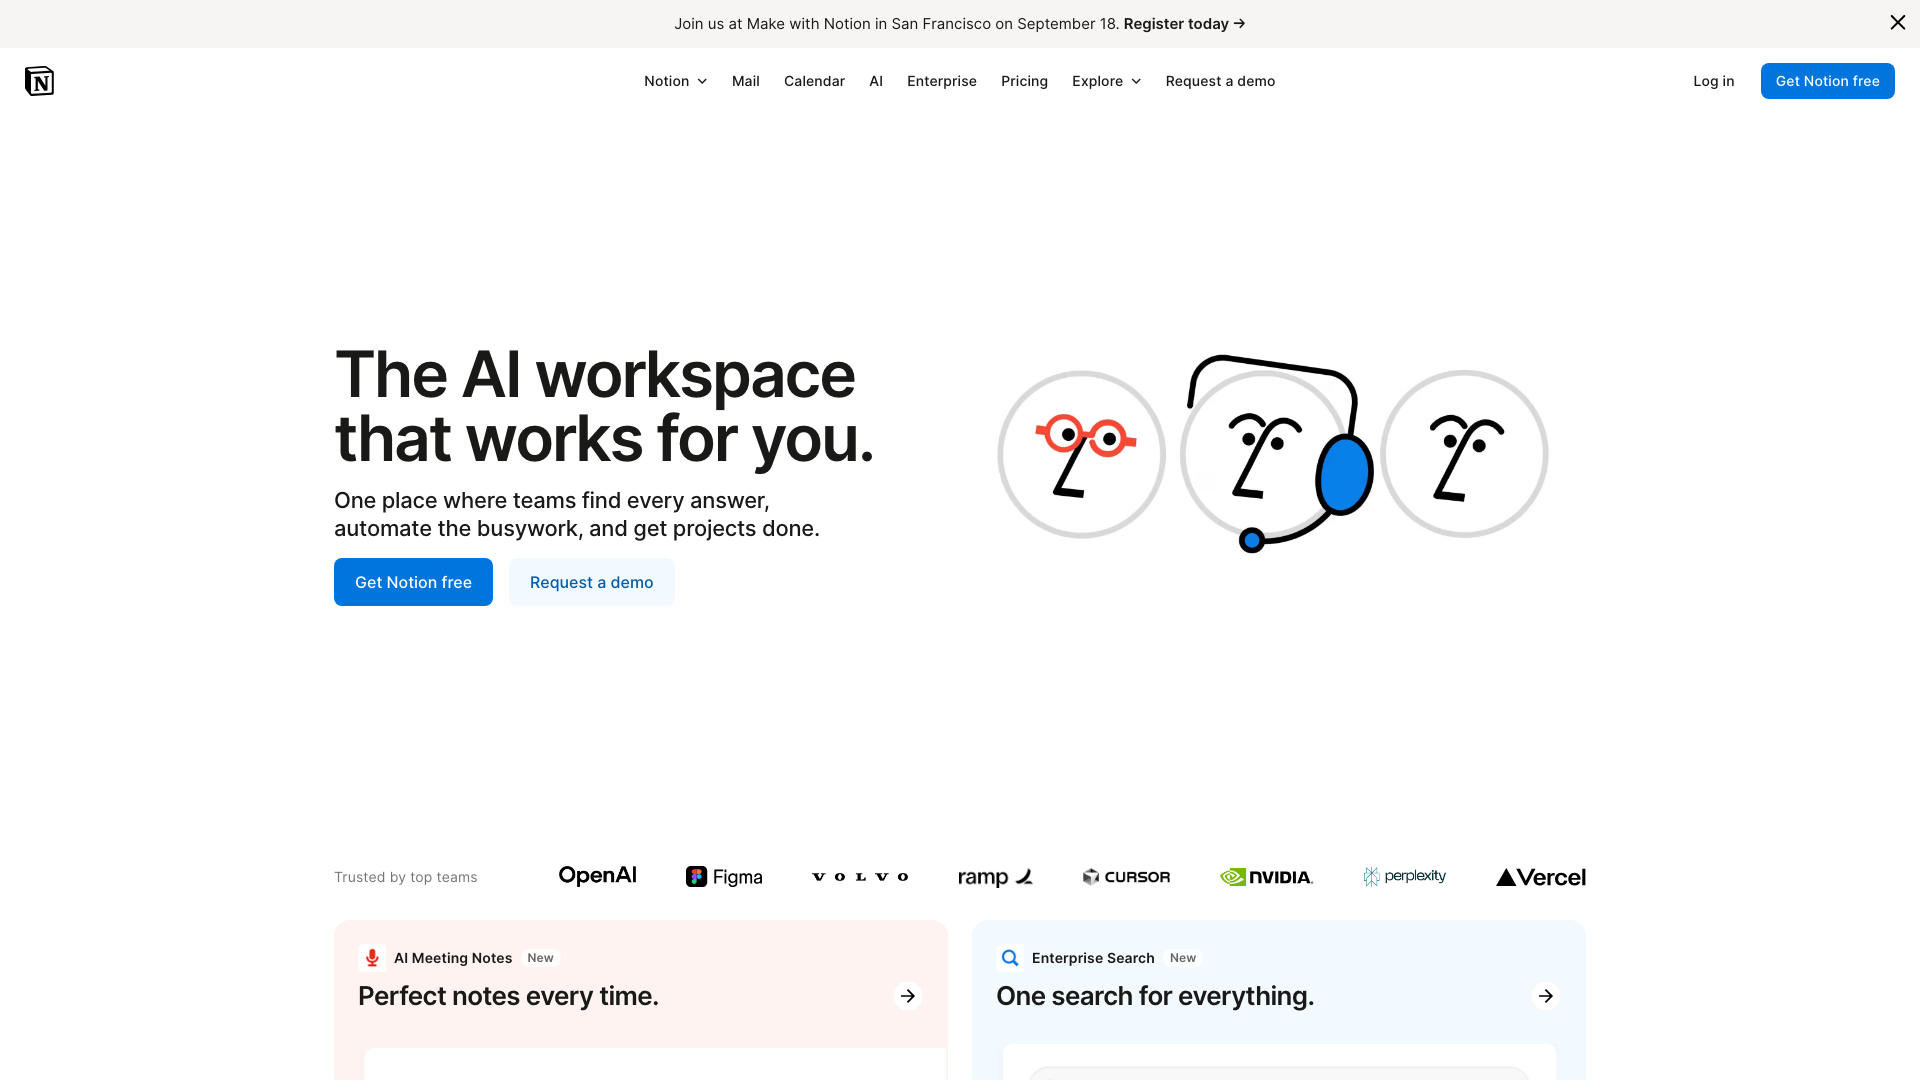 Join us at Make with Notion in San Francisco on September 18. Register today →
N
Notion
Mail
Calendar
AI
Enterprise
Pricing
Explore
Request a demo
Log in
Get Notion free
The AI workspace
that works for you.
One place where teams find every answer,
automate the busywork, and get projects done.
Get Notion free
Request a demo
Trusted by top teams
OpenAI
Figma
VOLVO
ramp
CURSOR
NVIDIA.
perplexity
Vercel
AI Meeting Notes New
Perfect notes every time.
Enterprise Search New
One search for everything.